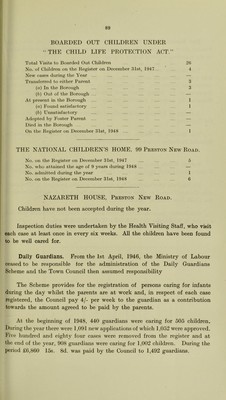 89
BOARDED OUT CHILDREN UNDER
"THE CHILD LIFE PROTECTION ACT."
Total Visits to Boarded Out Children 26
No. of Children on the Register on December 31st, 1947 . . 4
New cases during the Year —
Transferred to either Parent 3
(a) In the Borough 3
(b) Out of the Borough —
At present in the Borough 1
(a) Found satisfactory 1
(b) Unsatisfactory —
Adopted by Foster Parent —
Died in the Borough —
On the Register on December 31st, 1948 1
THE NATIONAL CHILDREN'S HOME. 99 PRESTON NEW ROAD.
No. on the Register on December 31st, 1947 5
No. who attained the age of 9 years during 1948 —
No. admitted during the year 1
No. on the Register on December 31st, 1948 6
NAZARETH HOUSE, PRESTON NEW ROAD.
Children have not been accepted during the year.
Inspection duties were undertaken by the Health Visiting Staff, who visit
each case at least once in every six weeks. All the children have been found
to be well cared for.
Daily Guardians. From the 1st April, 1946, the Ministry of Labour
ceased to be responsible for the administration of the Daily Guardians
Scheme and the Town Council then assumed responsibility
The Scheme provides for the registration of persons caring for infants
during the day whilst the parents are at work and, in respect of each case
registered, the Council pay 4/- per week to the guardian as a contribution
towards the amount agreed to be paid by the parents.
At the beginning of 1948, 440 guardians were caring for 505 children.
During the year there were 1,091 new applications of which 1,052 were approved.
Five hundred and eighty four cases were removed from the register and at
the end of the year, 908 guardians were caring for 1,002 children. During the
period £6,860 15s. 8d. was paid by the Council to 1,492 guardians.